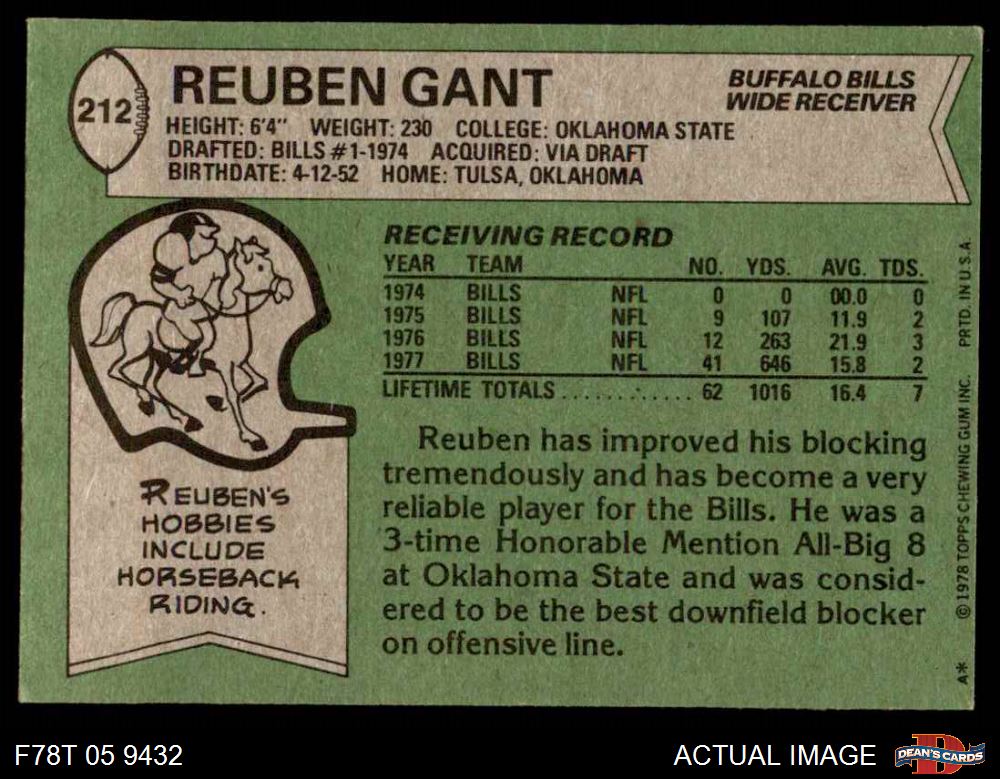 212
REUBEN GANT
BUFFALO BILLS
WIDE RECEIVER
HEIGHT: 6'4" WEIGHT: 230 COLLEGE: OKLAHOMA STATE
DRAFTED: BILLS #1-1974 ACQUIRED: VIA DRAFT
BIRTHDATE: 4-12-52 HOME: TULSA, OKLAHOMA
RECEIVING RECORD
YEAR TEAM NO. YDS. AVG. TDS.
1974 BILLS NFL 0 0 00.0 0
1975 BILLS NFL 9 107 11.9 2
1976 BILLS NFL 12 263 21.9 3
1977 BILLS NFL 41 646 15.8 2
LIFETIME TOTALS ............ 62 1016 16.4 7
REUBEN'S
HOBBIES
INCLUDE
HORSEBACK
RIDING.
Reuben has improved his blocking
tremendously and has become a very
reliable player for the Bills. He was a
3-time Honorable Mention All-Big 8
at Oklahoma State and was consid-
ered to be the best downfield blocker
on offensive line.
A* © 1978 TOPPS CHEWING GUM INC. PRTD. IN U.S.A.
F78T 05 9432
ACTUAL IMAGE
D
DEAN'S CARDS